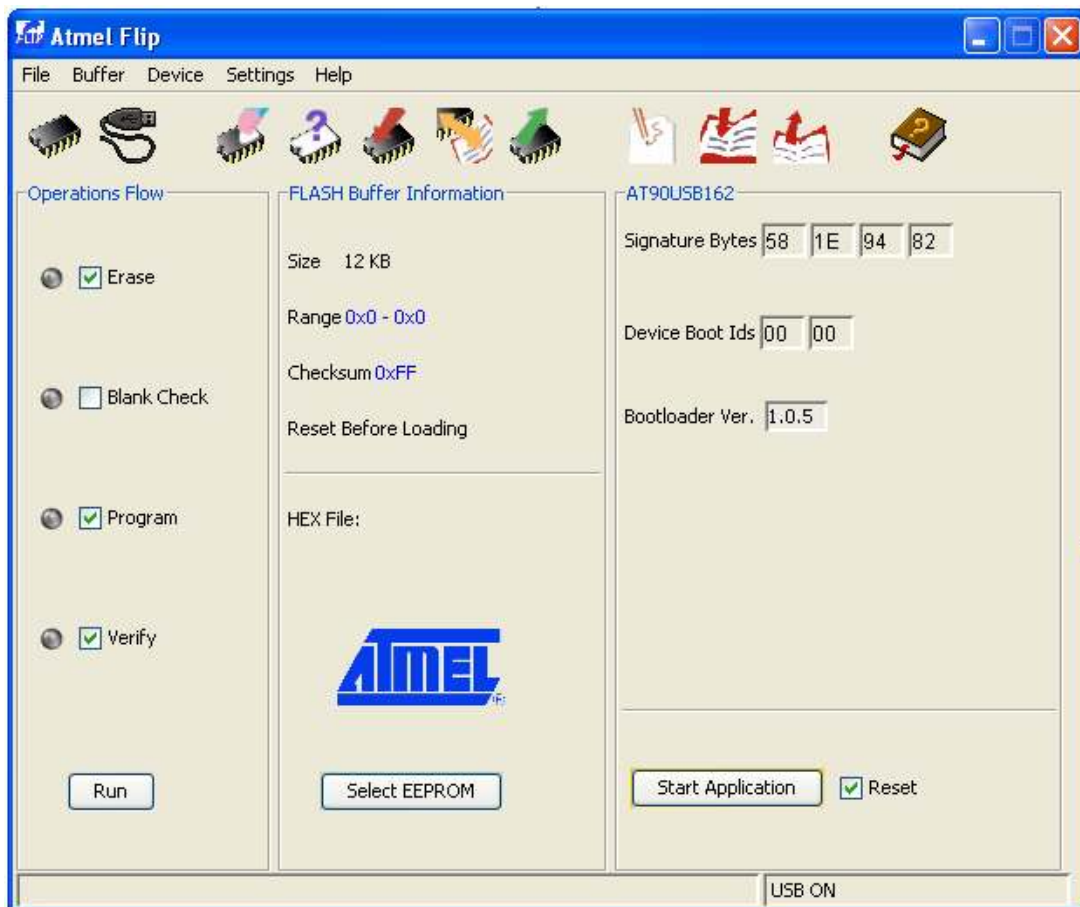 Atmel Flip
File Buffer Device Settings Help
Operations Flow
Erase
Blank Check
Program
Verify
Run
FLASH Buffer Information
Size 12 KB
Range 0x0 - 0x0
Checksum 0xFF
Reset Before Loading
HEX File:
ATMEL ®
Select EEPROM
AT90USB162
Signature Bytes 58 1E 94 82
Device Boot Ids 00 00
Bootloader Ver. 1.0.5
Start Application Reset
USB ON